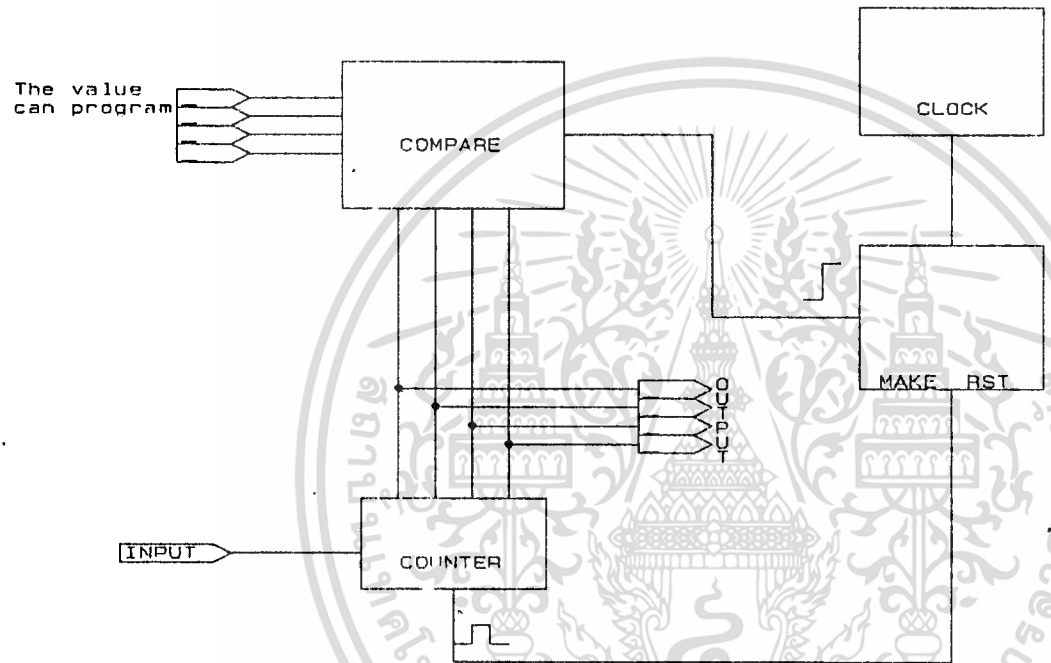 The value
can program
COMPARE
CLOCK
MAKE RST
OUTPUT
INPUT
COUNTER